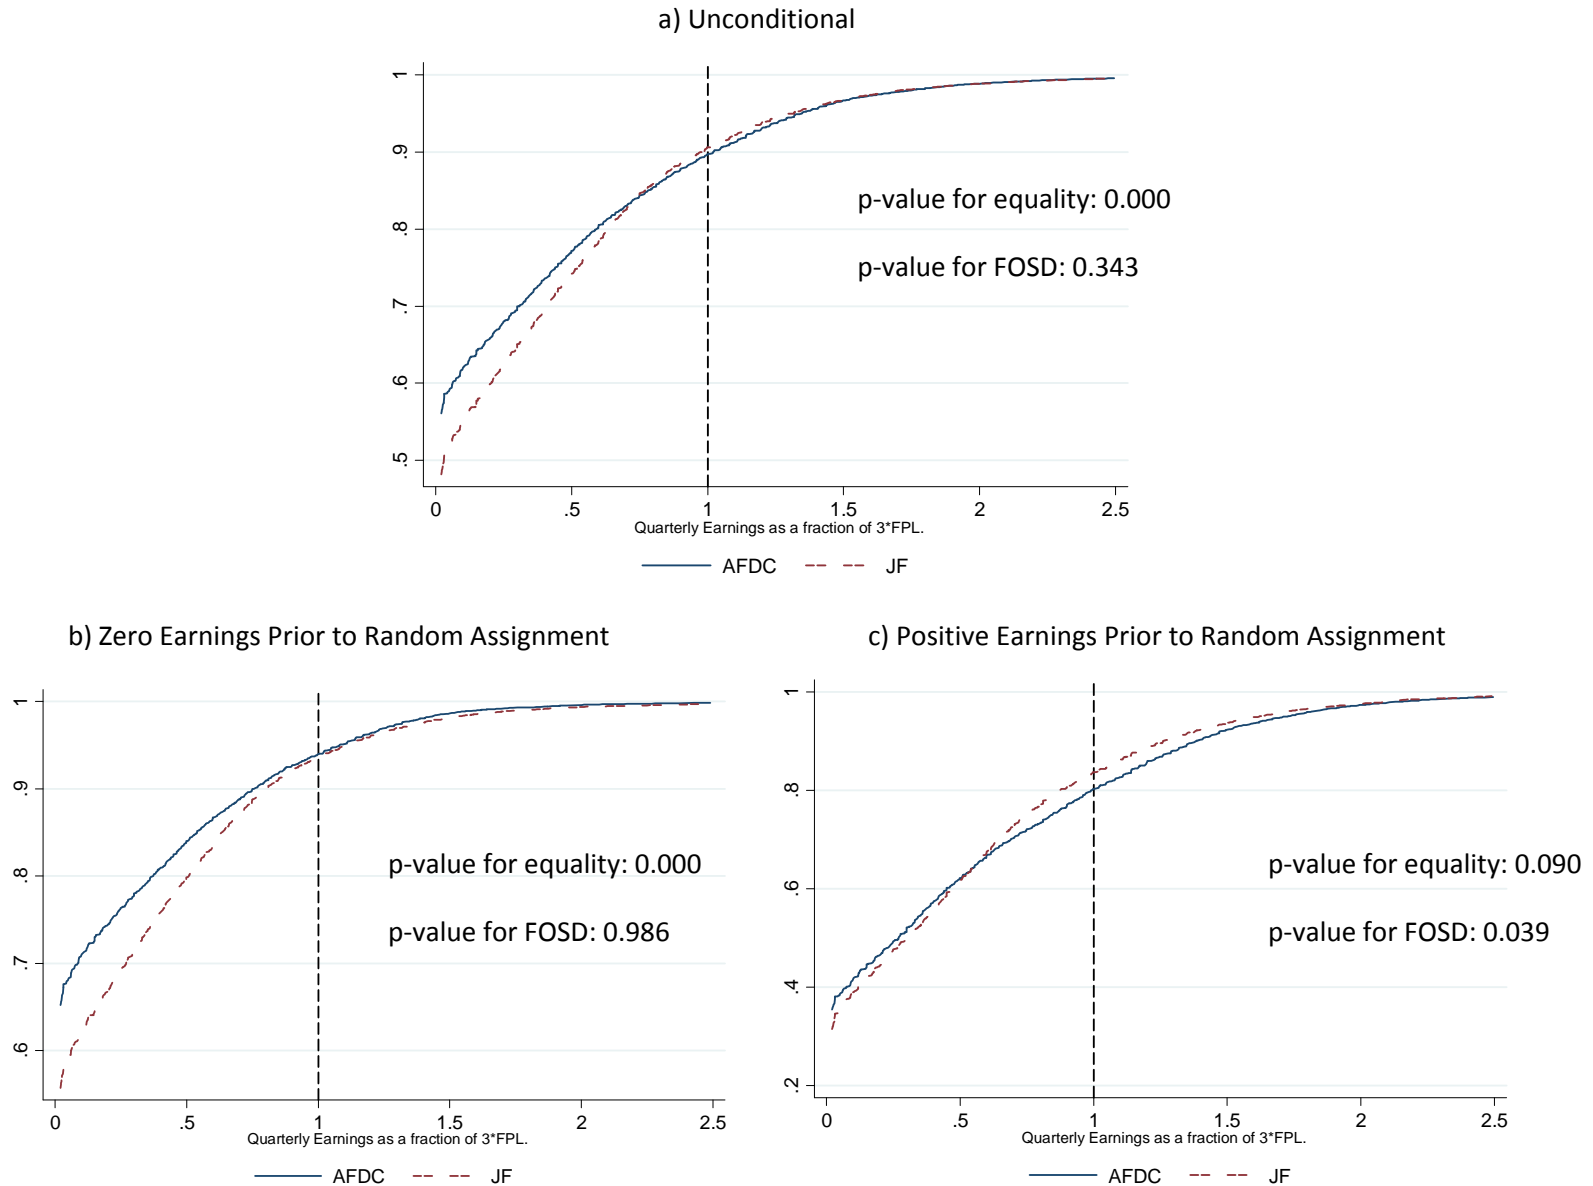 a) Unconditional
1
.9
.8
.7
.6
.5
p-value for equality: 0.000
p-value for FOSD: 0.343
0 .5 1 1.5 2 2.5
Quarterly Earnings as a fraction of 3*FPL.
AFDC JF
b) Zero Earnings Prior to Random Assignment
1
.9
.8
.7
.6
p-value for equality: 0.000
p-value for FOSD: 0.986
0 .5 1 1.5 2 2.5
Quarterly Earnings as a fraction of 3*FPL.
AFDC JF
c) Positive Earnings Prior to Random Assignment
1
.8
.6
.4
.2
p-value for equality: 0.090
p-value for FOSD: 0.039
0 .5 1 1.5 2 2.5
Quarterly Earnings as a fraction of 3*FPL.
AFDC JF